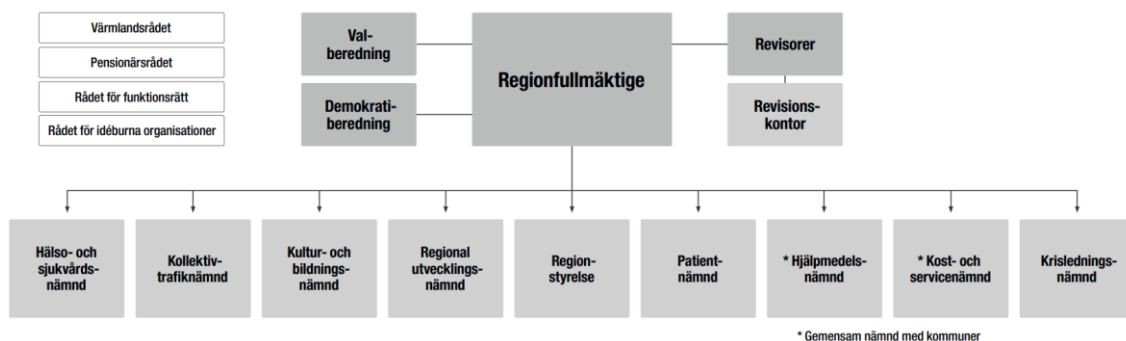 Värmlandsrådet
Pensionärsrådet
Rådet för funktionsrätt
Rådet för idéburna organisationer
Val-
beredning
Demokrati-
beredning
Regionfullmäktige
Revisorer
Revisions-
kontor
Hälso- och
sjukvårds-
nämnd
Kollektiv-
trafiknämnd
Kultur- och
bildnings-
nämnd
Regional
utvecklings-
nämnd
Region-
styrelse
Patient-
nämnd
* Hjälpmedels-
nämnd
* Kost- och
servicenämnd
Krislednings-
nämnd
* Gemensam nämnd med kommuner